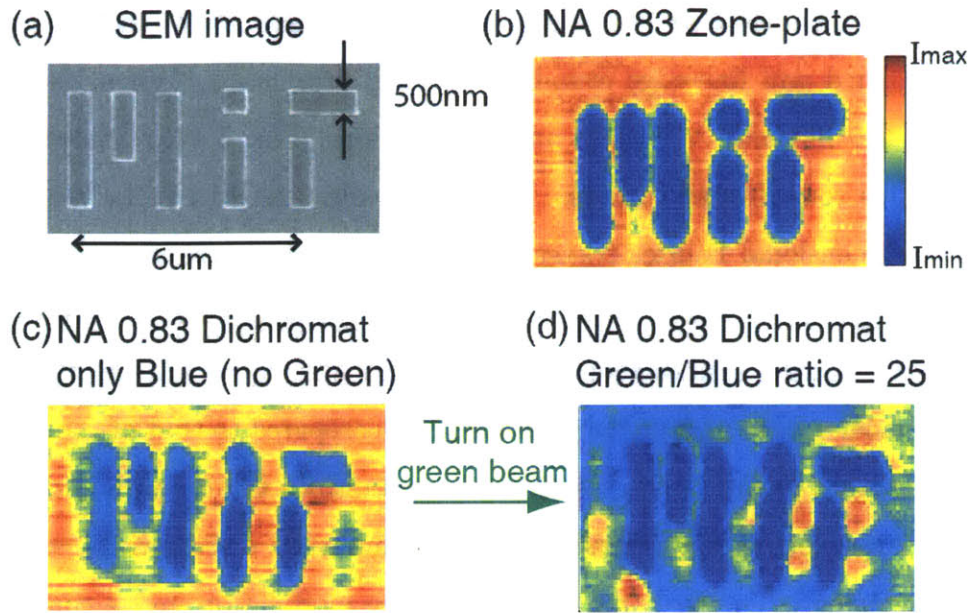 (a) SEM image
500nm
6um
(b) NA 0.83 Zone-plate
Imax
Imin
(c) NA 0.83 Dichromat
only Blue (no Green)
Turn on
green beam
(d) NA 0.83 Dichromat
Green/Blue ratio = 25